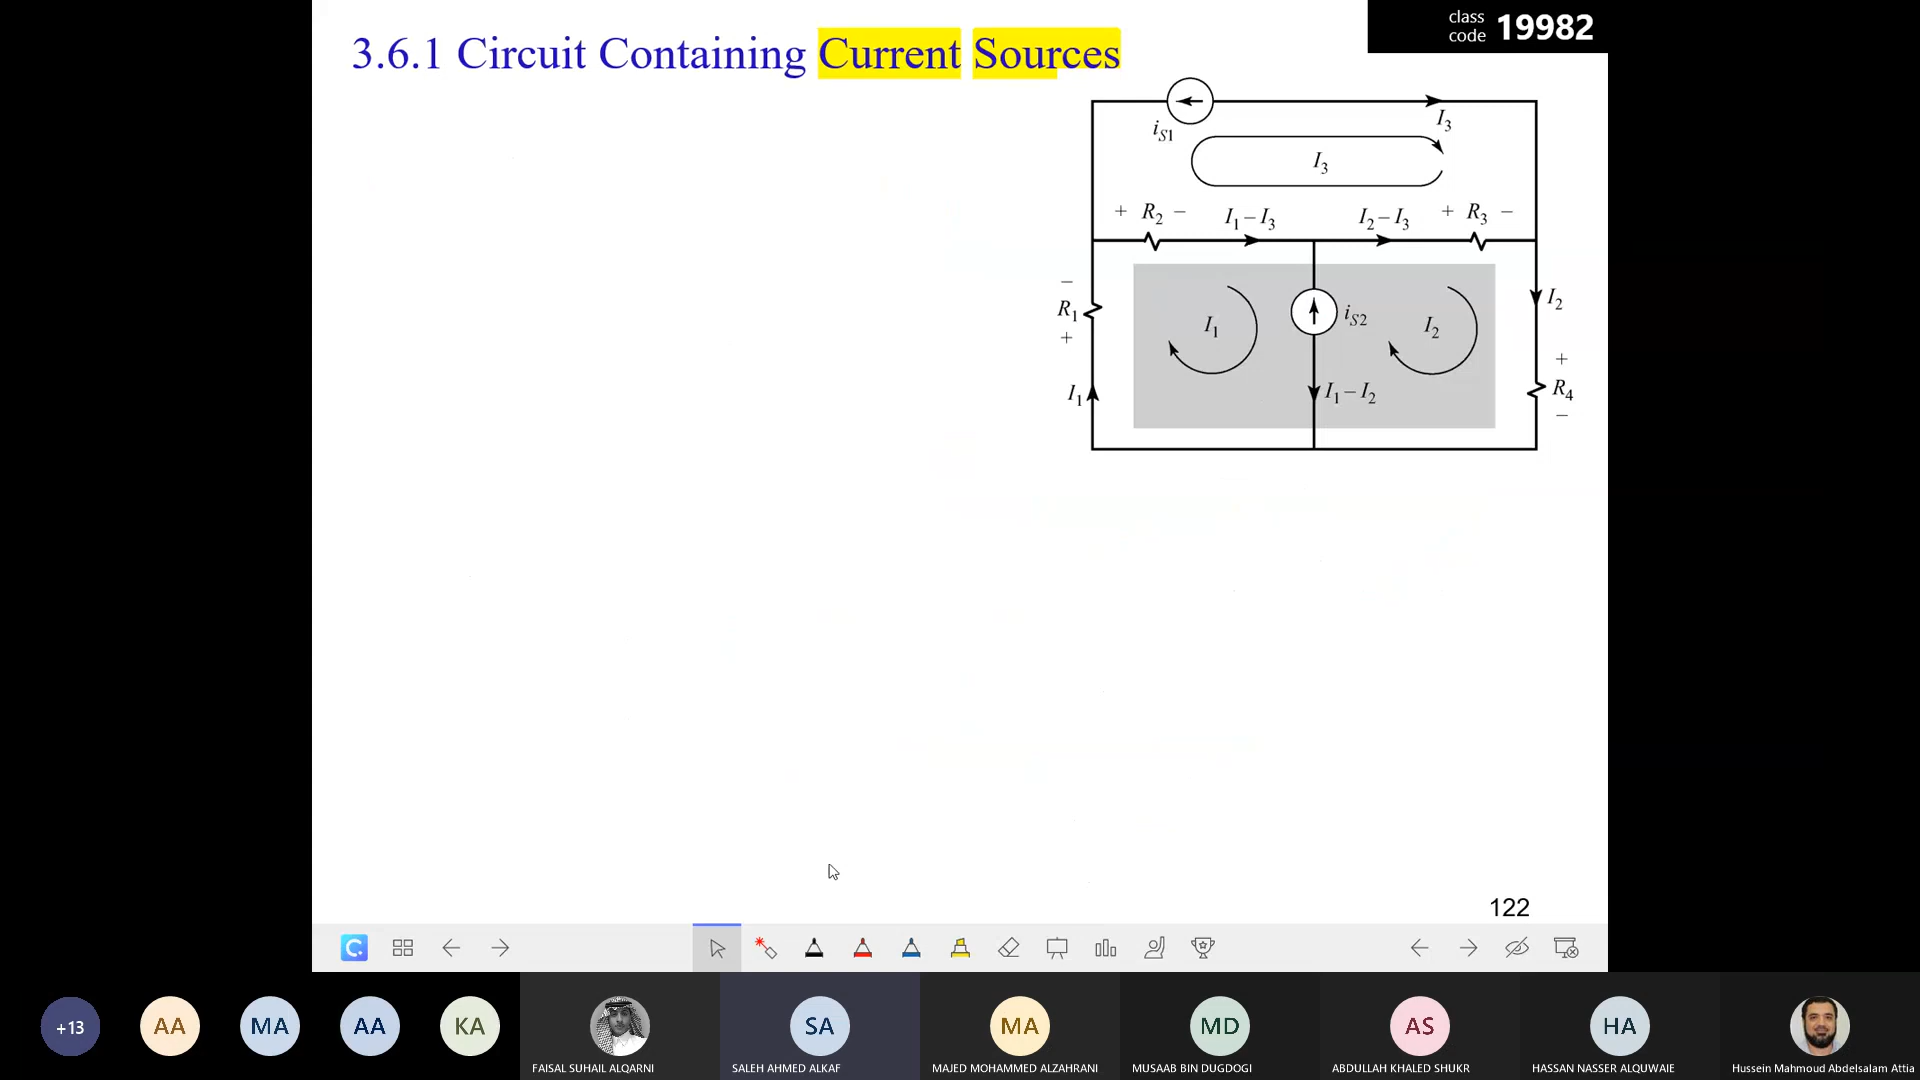 class
code 19982
3.6.1 Circuit Containing Current Sources
iS1
I3
I3
+ R2 −
I1 – I3
I2 – I3
+ R3 −
−
R1
+
I1
I1
iS2
I1 – I2
I2
I2
+
R4
−
122
+13
AA
MA
AA
KA
FAISAL SUHAIL ALQARNI
SA
SALEH AHMED ALKAF
MA
MAJED MOHAMMED ALZAHRANI
MD
MUSAAB BIN DUGDOGI
AS
ABDULLAH KHALED SHUKR
HA
HASSAN NASSER ALQUWAIE
Hussein Mahmoud Abdelsalam Attia